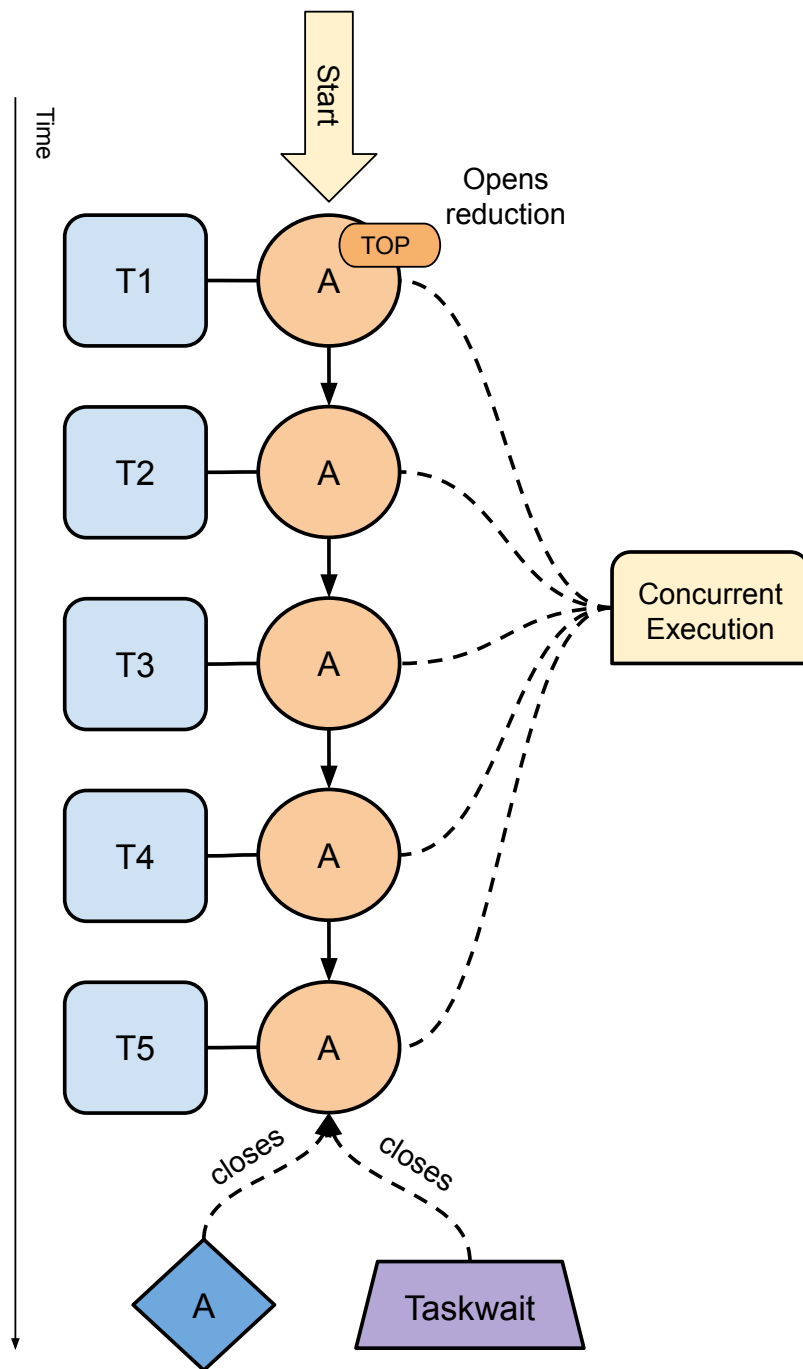 Start
Time
Opens
reduction
TOP
T1
A
T2
A
Concurrent
Execution
T3
A
T4
A
T5
A
closes
closes
A
Taskwait